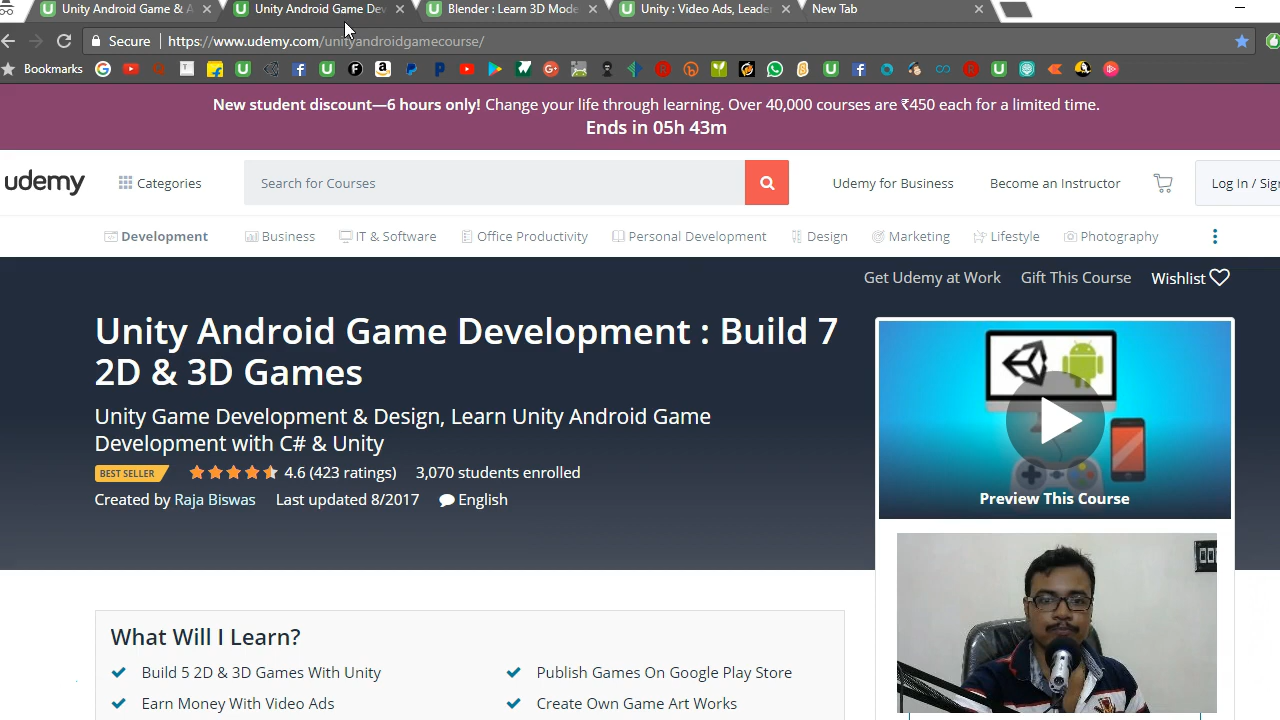 Unity Android Game & A
Unity Android Game Dev
Blender : Learn 3D Mode
Unity : Video Ads, Leader
New Tab
Secure
https://www.udemy.com/unityandroidgamecourse/
Bookmarks
New student discount—6 hours only! Change your life through learning. Over 40,000 courses are ₹450 each for a limited time.
Ends in 05h 43m
udemy
Categories
Search for Courses
Udemy for Business
Become an Instructor
Log In / Sig
Development
Business
IT & Software
Office Productivity
Personal Development
Design
Marketing
Lifestyle
Photography
Get Udemy at Work
Gift This Course
Wishlist
Unity Android Game Development : Build 7
2D & 3D Games
Unity Game Development & Design, Learn Unity Android Game
Development with C# & Unity
BEST SELLER
4.6 (423 ratings)
3,070 students enrolled
Created by Raja Biswas
Last updated 8/2017
English
Preview This Course
What Will I Learn?
Build 5 2D & 3D Games With Unity
Publish Games On Google Play Store
Earn Money With Video Ads
Create Own Game Art Works